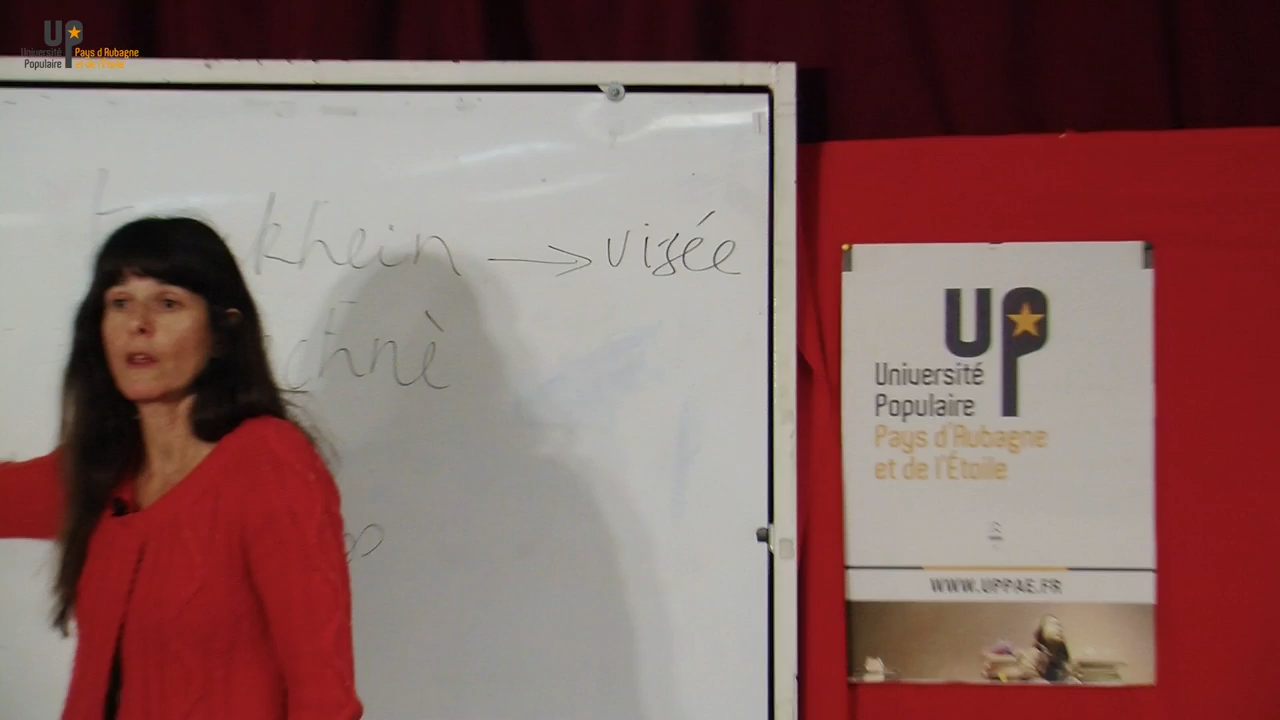 UP
Université
Populaire
Pays d'Aubagne
et de l'Étoile
khein → visée
chnè
UP
Université
Populaire
Pays d'Aubagne
et de l'Étoile
WWW.UPPAE.FR